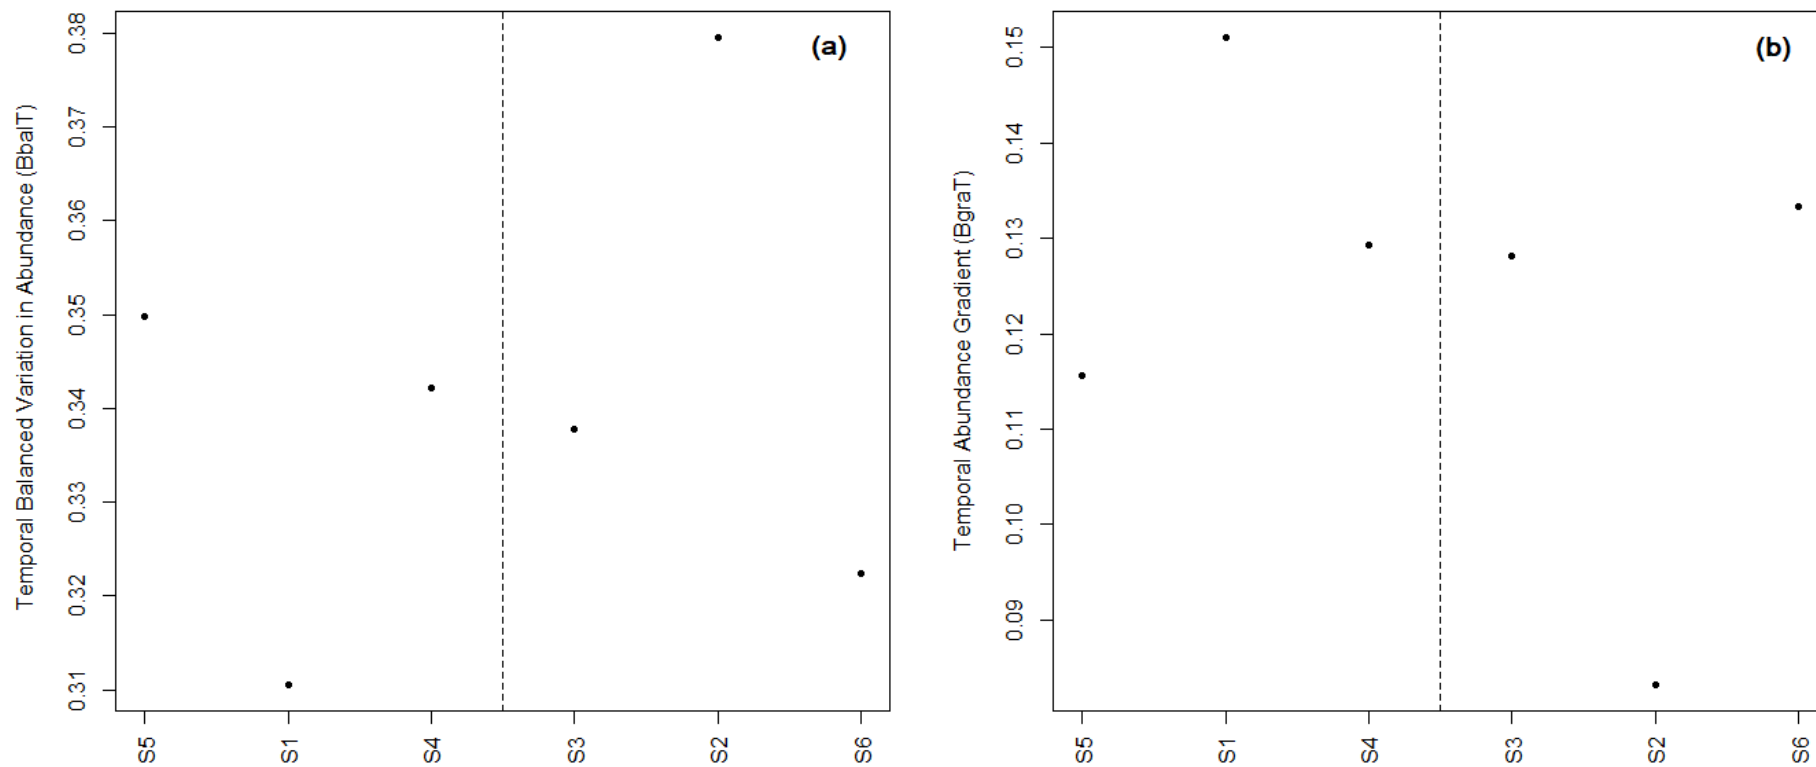 (a)
Temporal Balanced Variation in Abundance (BbalT)
0.38
0.37
0.36
0.35
0.34
0.33
0.32
0.31
S5 S1 S4 S3 S2 S6
(b)
Temporal Abundance Gradient (BgraT)
0.15
0.14
0.13
0.12
0.11
0.10
0.09
S5 S1 S4 S3 S2 S6